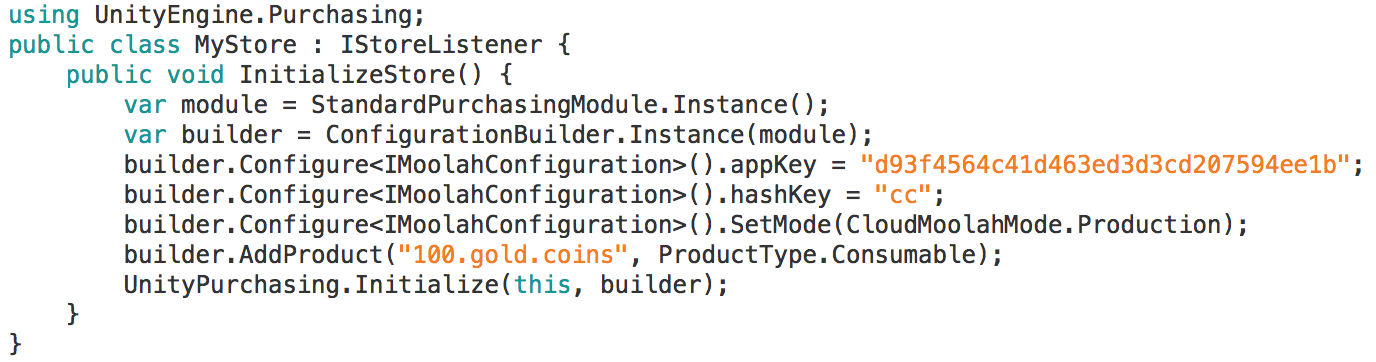 using UnityEngine.Purchasing;
public class MyStore : IStoreListener {
    public void InitializeStore() {
        var module = StandardPurchasingModule.Instance();
        var builder = ConfigurationBuilder.Instance(module);
        builder.Configure<IMoolahConfiguration>().appKey = "d93f4564c41d463ed3d3cd207594ee1b";
        builder.Configure<IMoolahConfiguration>().hashKey = "cc";
        builder.Configure<IMoolahConfiguration>().SetMode(CloudMoolahMode.Production);
        builder.AddProduct("100.gold.coins", ProductType.Consumable);
        UnityPurchasing.Initialize(this, builder);
    }
}